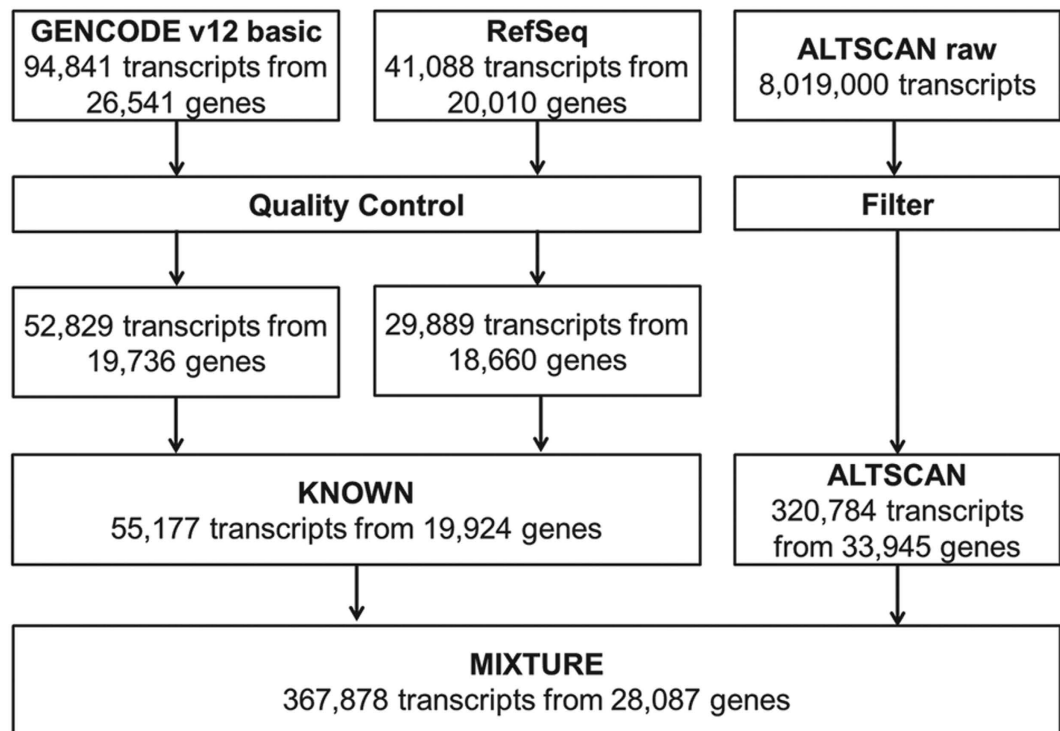 GENCODE v12 basic
94,841 transcripts from
26,541 genes
RefSeq
41,088 transcripts from
20,010 genes
ALTSCAN raw
8,019,000 transcripts
Quality Control
Filter
52,829 transcripts from
19,736 genes
29,889 transcripts from
18,660 genes
KNOWN
55,177 transcripts from 19,924 genes
ALTSCAN
320,784 transcripts
from 33,945 genes
MIXTURE
367,878 transcripts from 28,087 genes